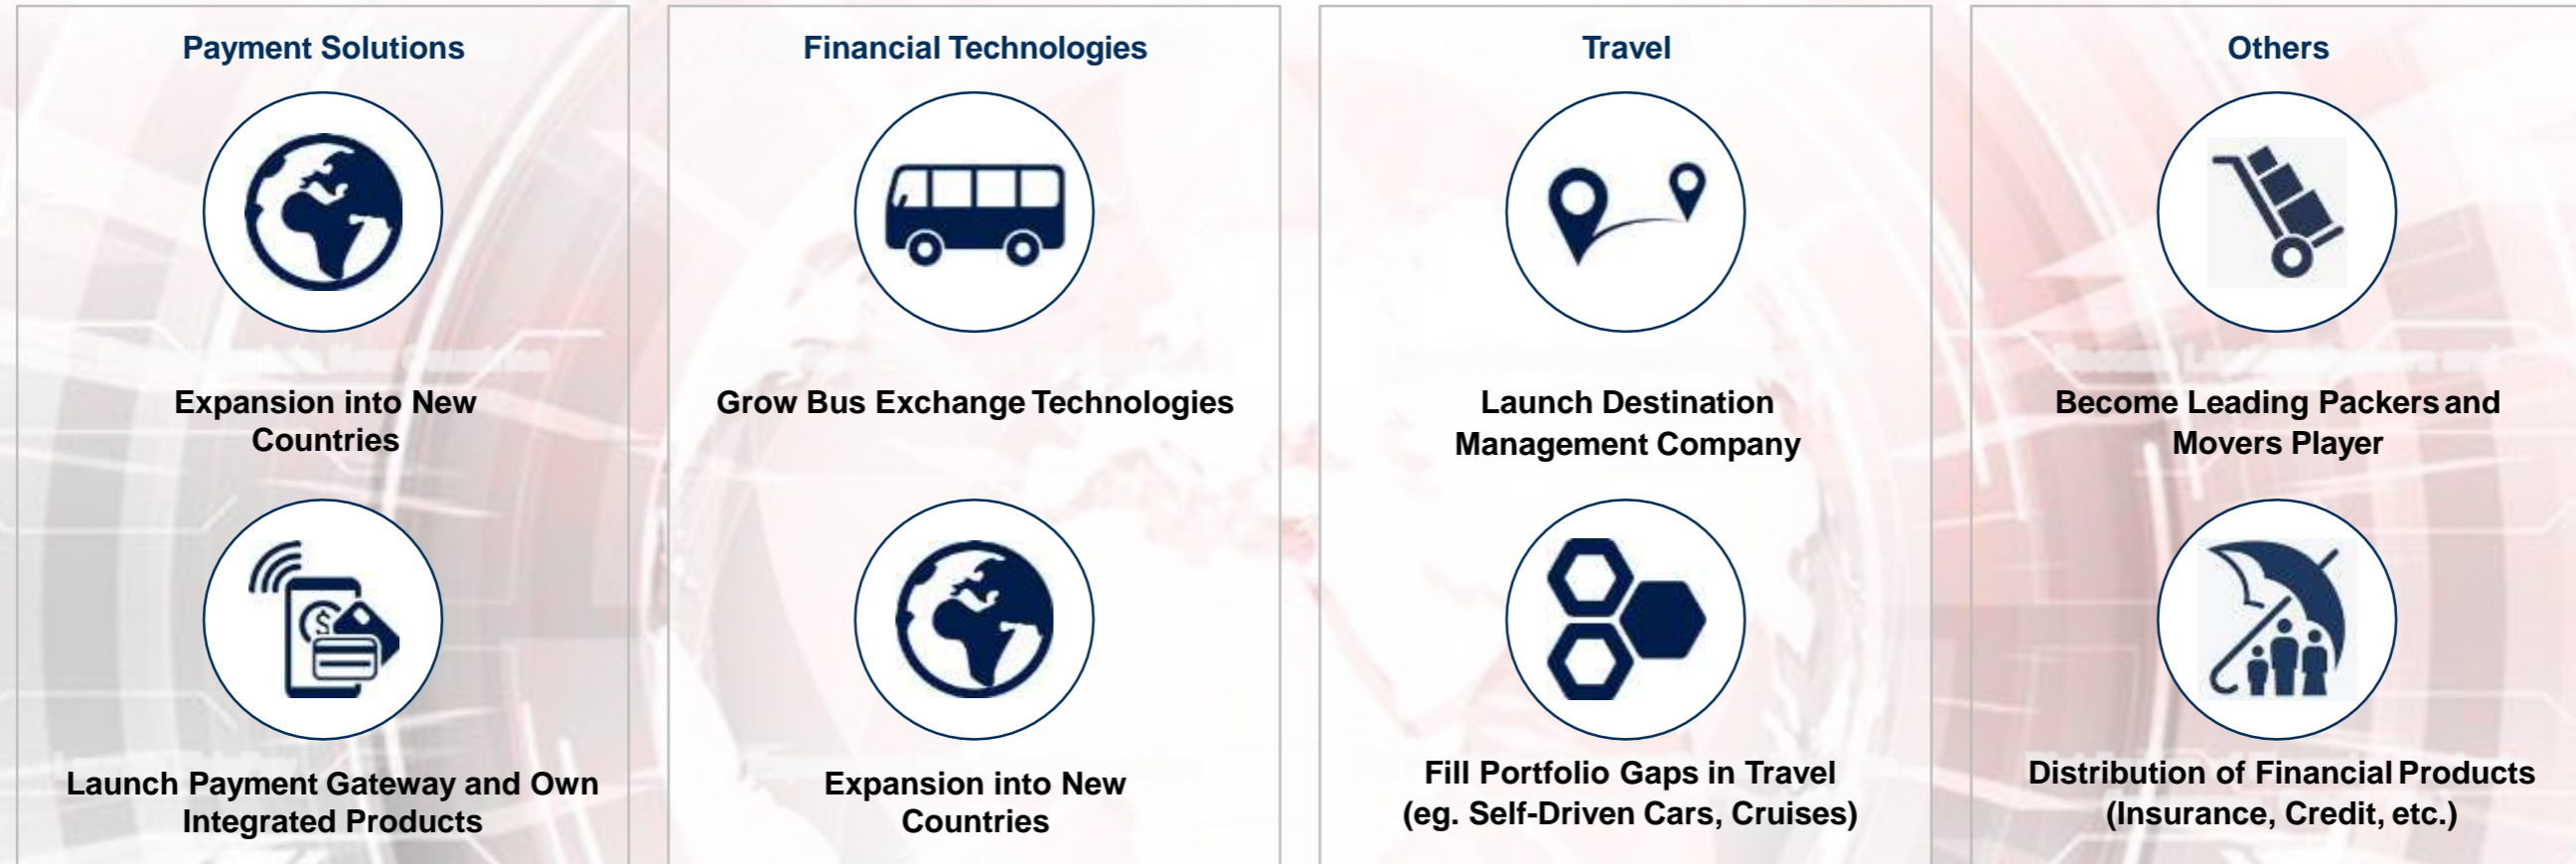 Payment Solutions
Expansion into New
Countries
Launch Payment Gateway and Own
Integrated Products
Financial Technologies
Grow Bus Exchange Technologies
Expansion into New
Countries
Travel
Launch Destination
Management Company
Fill Portfolio Gaps in Travel
(eg. Self-Driven Cars, Cruises)
Others
Become Leading Packers and
Movers Player
Distribution of Financial Products
(Insurance, Credit, etc.)